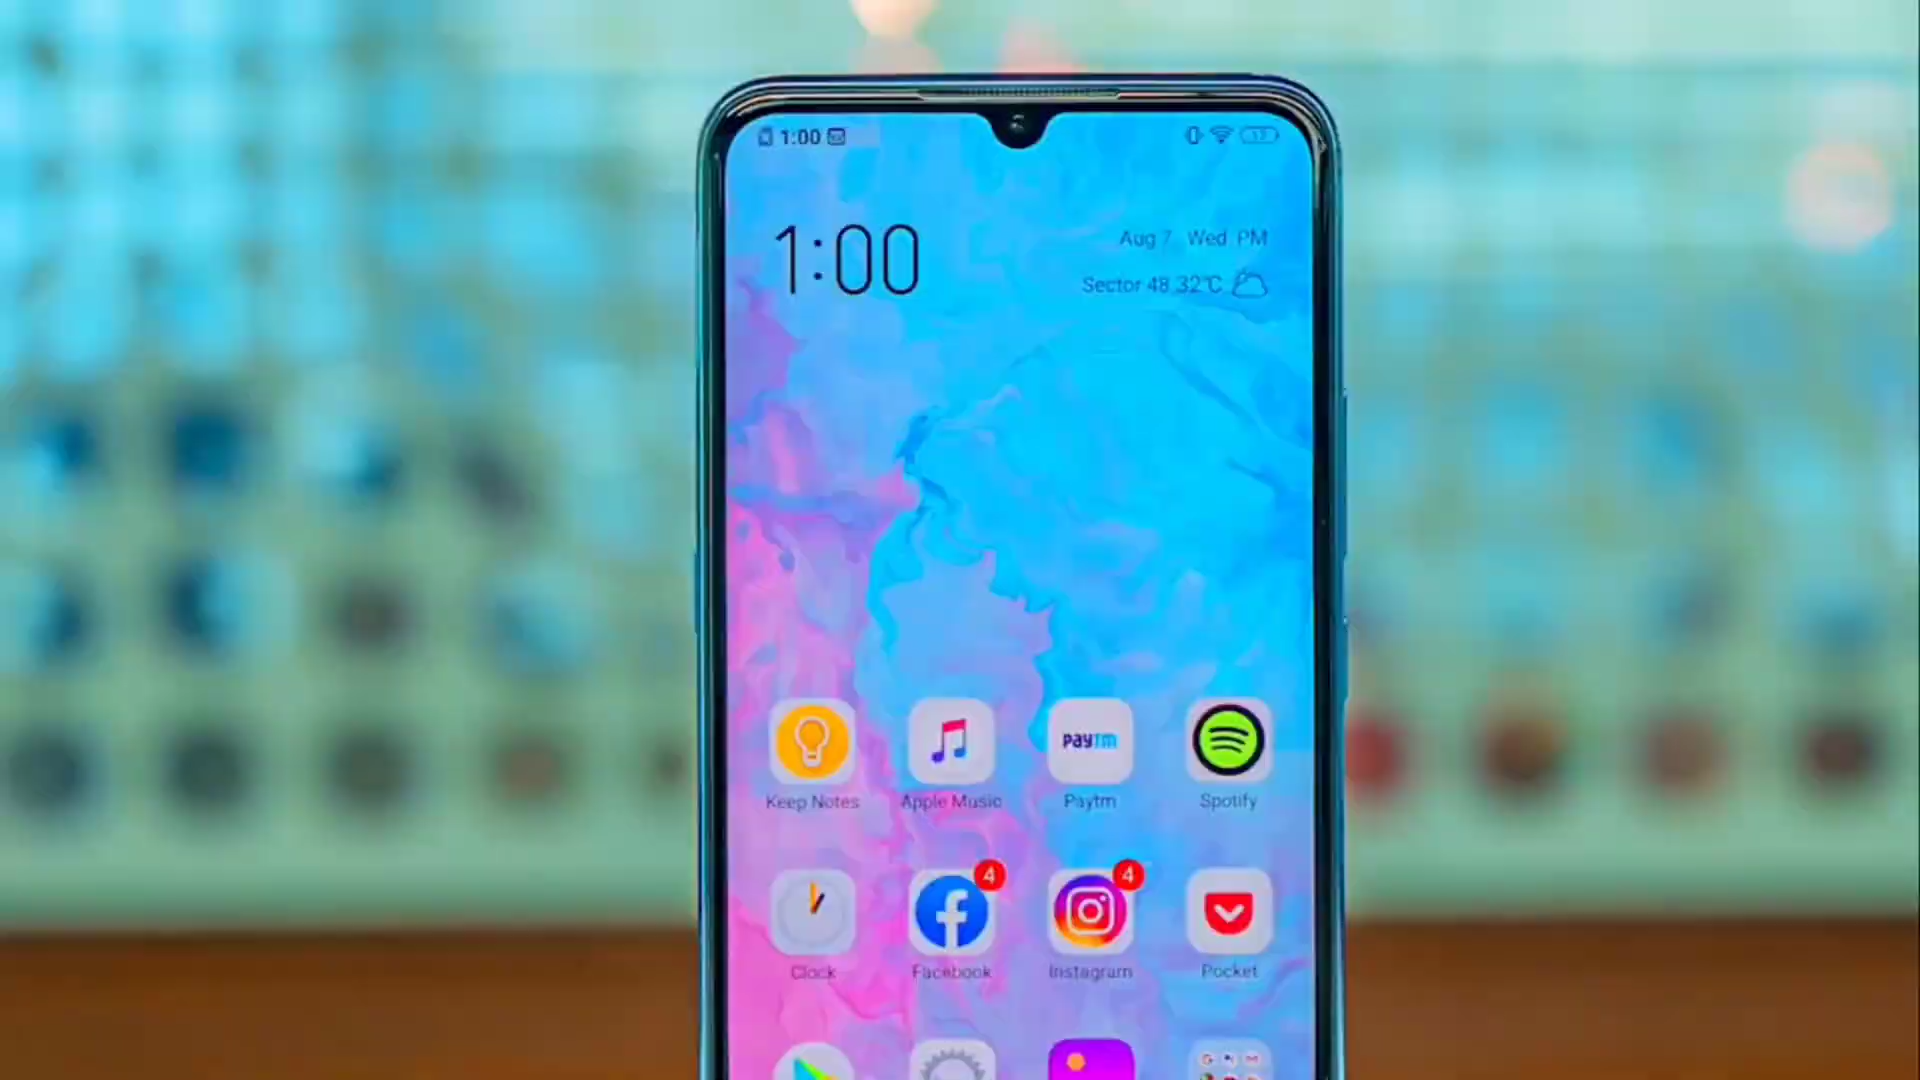 1:00
17
1:00
Aug 7 Wed PM
Sector 48 32°C
PayTM
Keep Notes
Apple Music
Paytm
Spotify
4
4
Clock
Facebook
Instagram
Pocket